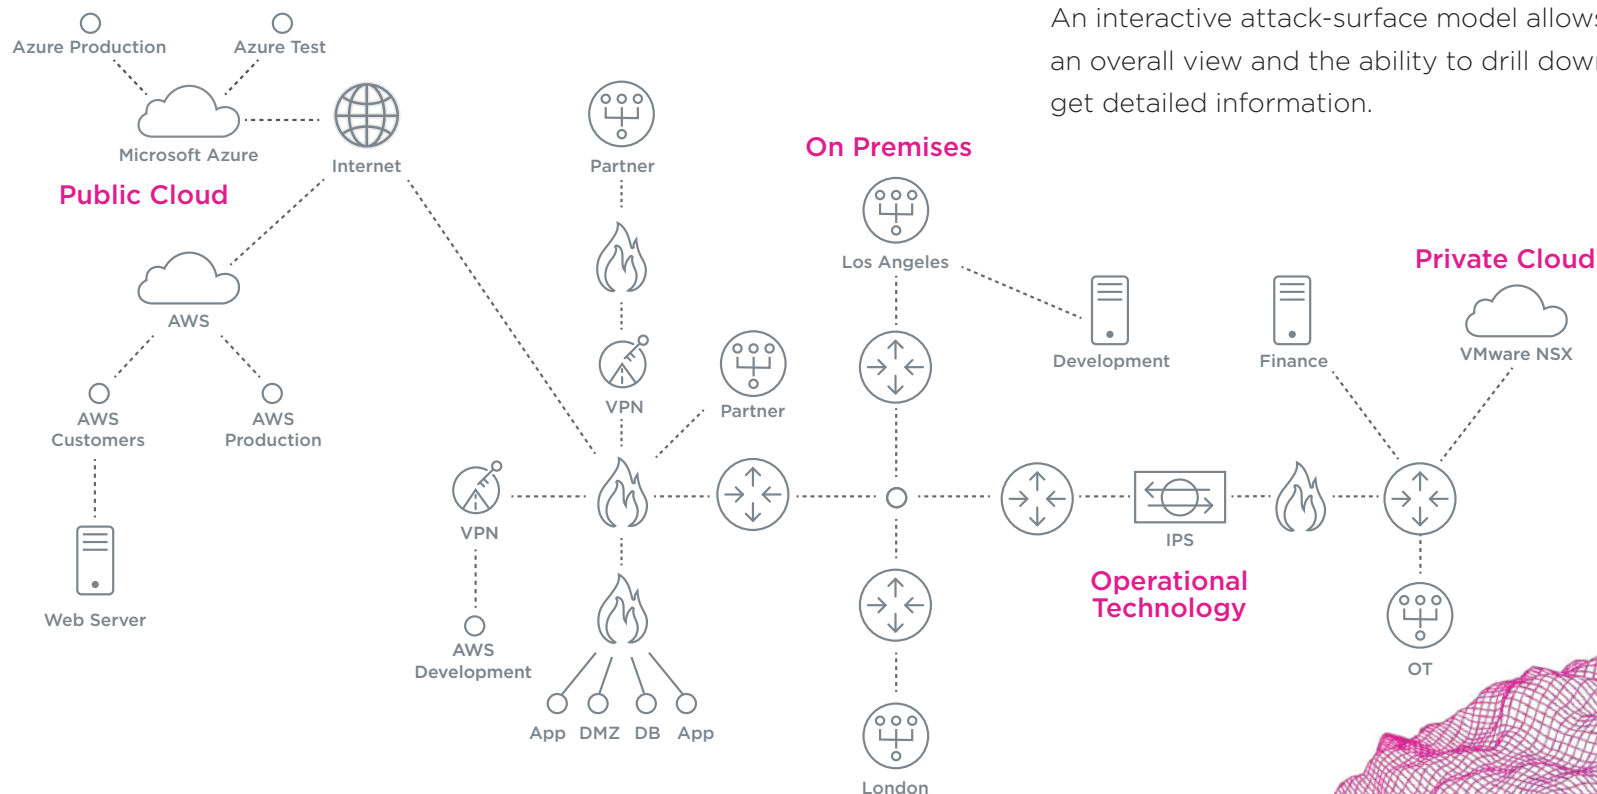 An interactive attack-surface model allows
an overall view and the ability to drill down
get detailed information.
Azure Production
Azure Test
Microsoft Azure
Internet
Public Cloud
Partner
On Premises
Los Angeles
Private Cloud
AWS
Development
Finance
VMware NSX
VPN
Partner
AWS
Customers
AWS
Production
VPN
IPS
Operational
Technology
Web Server
AWS
Development
OT
App
DMZ
DB
App
London